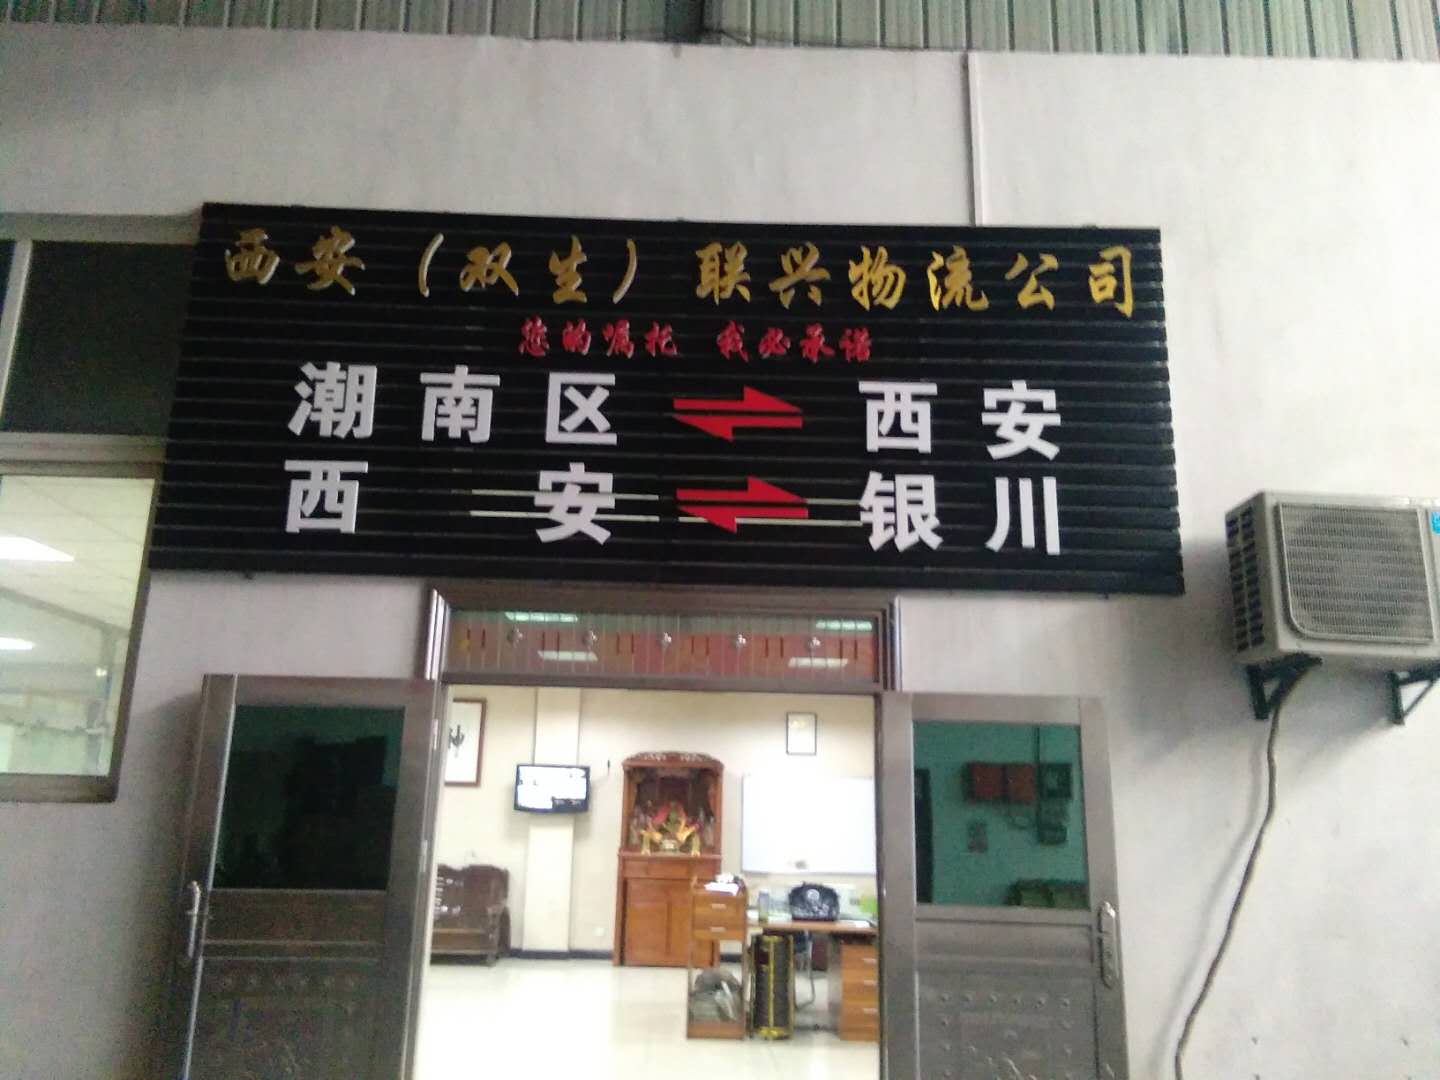 西安（双生）联兴物流公司
您的嘱托 我必承诺
潮南区⇌西安
西安⇌银川
神